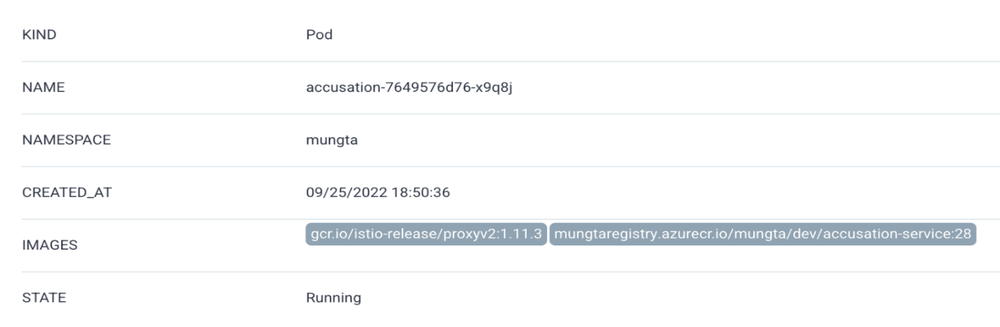 KIND Pod
NAME accusation-7649576d76-x9q8j
NAMESPACE mungta
CREATED_AT 09/25/2022 18:50:36
IMAGES gcr.io/istio-release/proxyv2:1.11.3 mungtaregistry.azurecr.io/mungta/dev/accusation-service:28
STATE Running